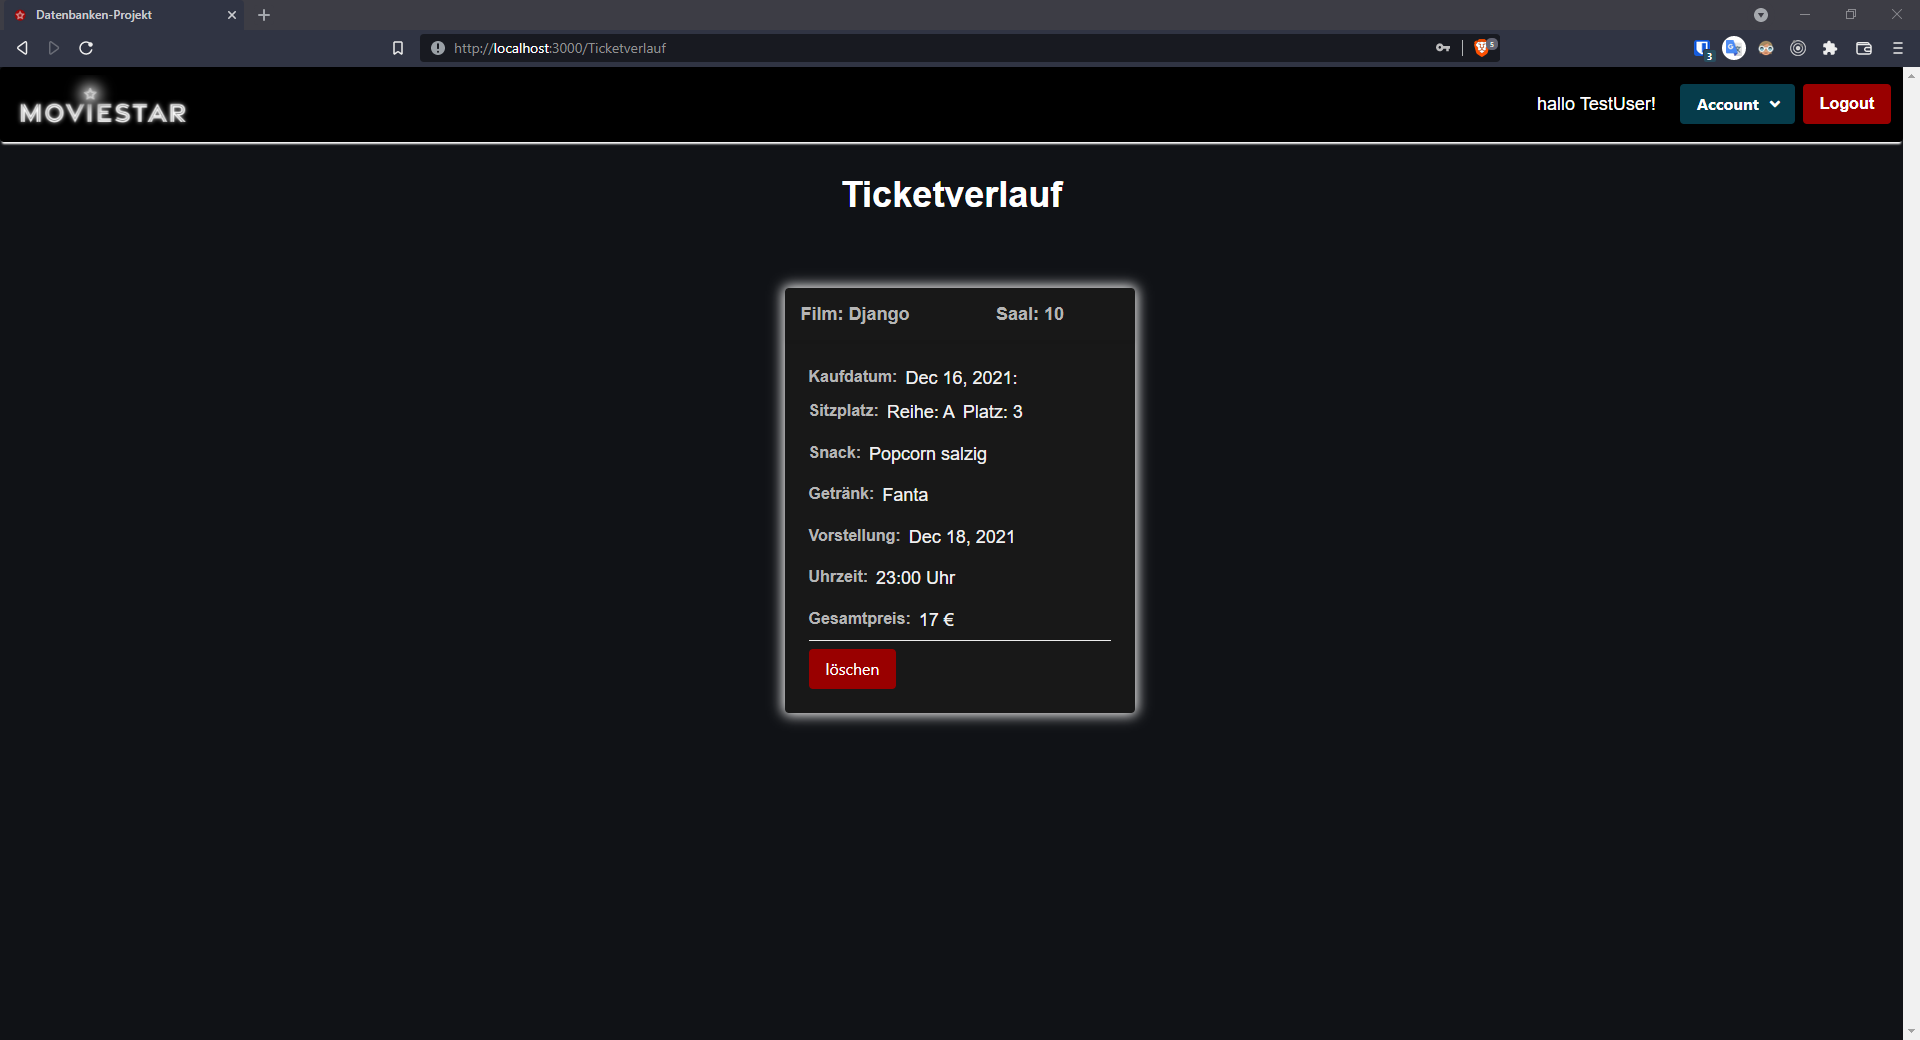 Datenbanken-Projekt
http://localhost:3000/Ticketverlauf
5
3
MOVIESTAR
hallo TestUser!
Account
Logout
Ticketverlauf
Film: Django Saal: 10
Kaufdatum: Dec 16, 2021:
Sitzplatz: Reihe: A Platz: 3
Snack: Popcorn salzig
Getränk: Fanta
Vorstellung: Dec 18, 2021
Uhrzeit: 23:00 Uhr
Gesamtpreis: 17 €
löschen